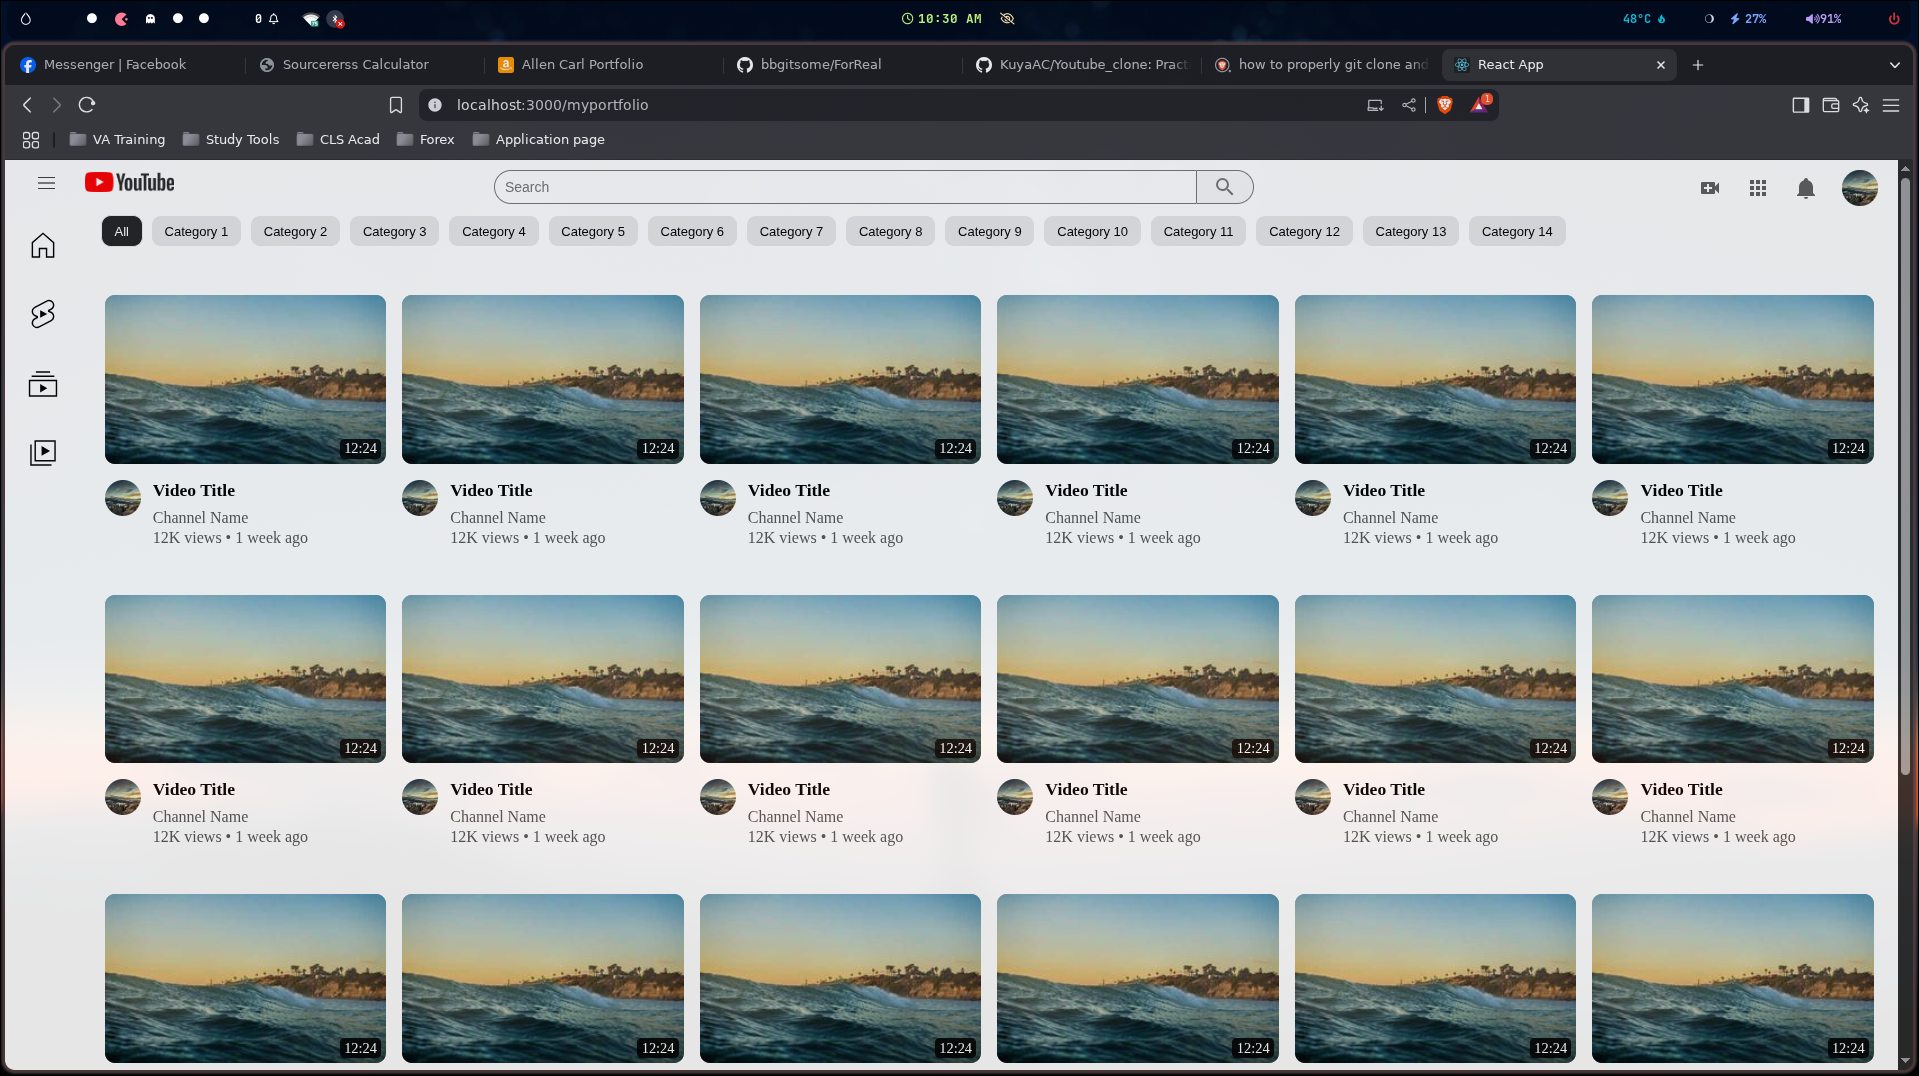 0
10:30 AM
48°C
27%
91%
Messenger | Facebook
Sourcererss Calculator
Allen Carl Portfolio
bbgitsome/ForReal
KuyaAC/Youtube_clone: Pract
how to properly git clone and
React App
localhost:3000/myportfolio
1
VA Training
Study Tools
CLS Acad
Forex
Application page
YouTube
Search
All
Category 1
Category 2
Category 3
Category 4
Category 5
Category 6
Category 7
Category 8
Category 9
Category 10
Category 11
Category 12
Category 13
Category 14
12:24
12:24
12:24
12:24
12:24
12:24
Video Title
Channel Name
12K views • 1 week ago
Video Title
Channel Name
12K views • 1 week ago
Video Title
Channel Name
12K views • 1 week ago
Video Title
Channel Name
12K views • 1 week ago
Video Title
Channel Name
12K views • 1 week ago
Video Title
Channel Name
12K views • 1 week ago
12:24
12:24
12:24
12:24
12:24
12:24
Video Title
Channel Name
12K views • 1 week ago
Video Title
Channel Name
12K views • 1 week ago
Video Title
Channel Name
12K views • 1 week ago
Video Title
Channel Name
12K views • 1 week ago
Video Title
Channel Name
12K views • 1 week ago
Video Title
Channel Name
12K views • 1 week ago
12:24
12:24
12:24
12:24
12:24
12:24